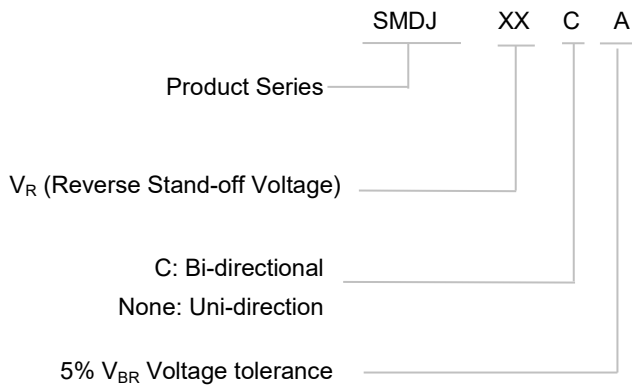 SMDJ XX C A
Product Series
VR (Reverse Stand-off Voltage)
C: Bi-directional
None: Uni-direction
5% VBR Voltage tolerance